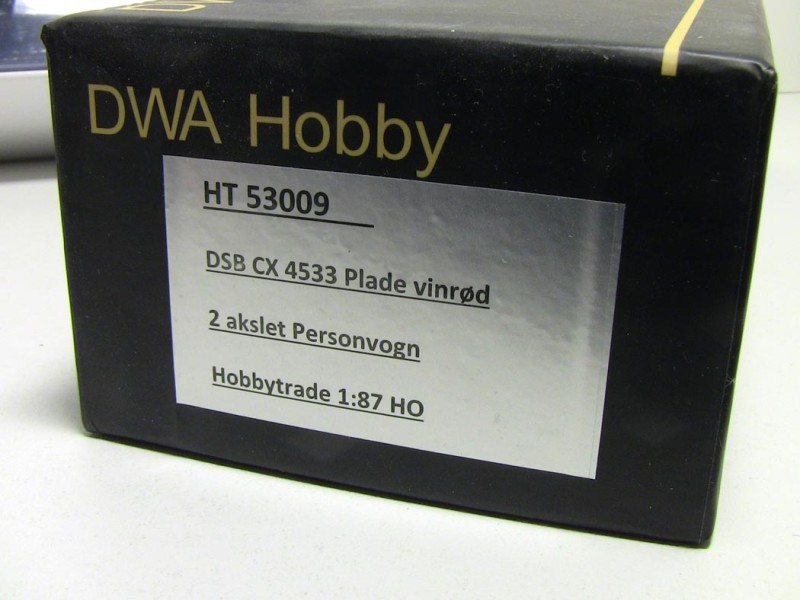 DWA Hobby
HT 53009
DSB CX 4533 Plade vinrød
2 akslet Personvogn
Hobbytrade 1:87 HO